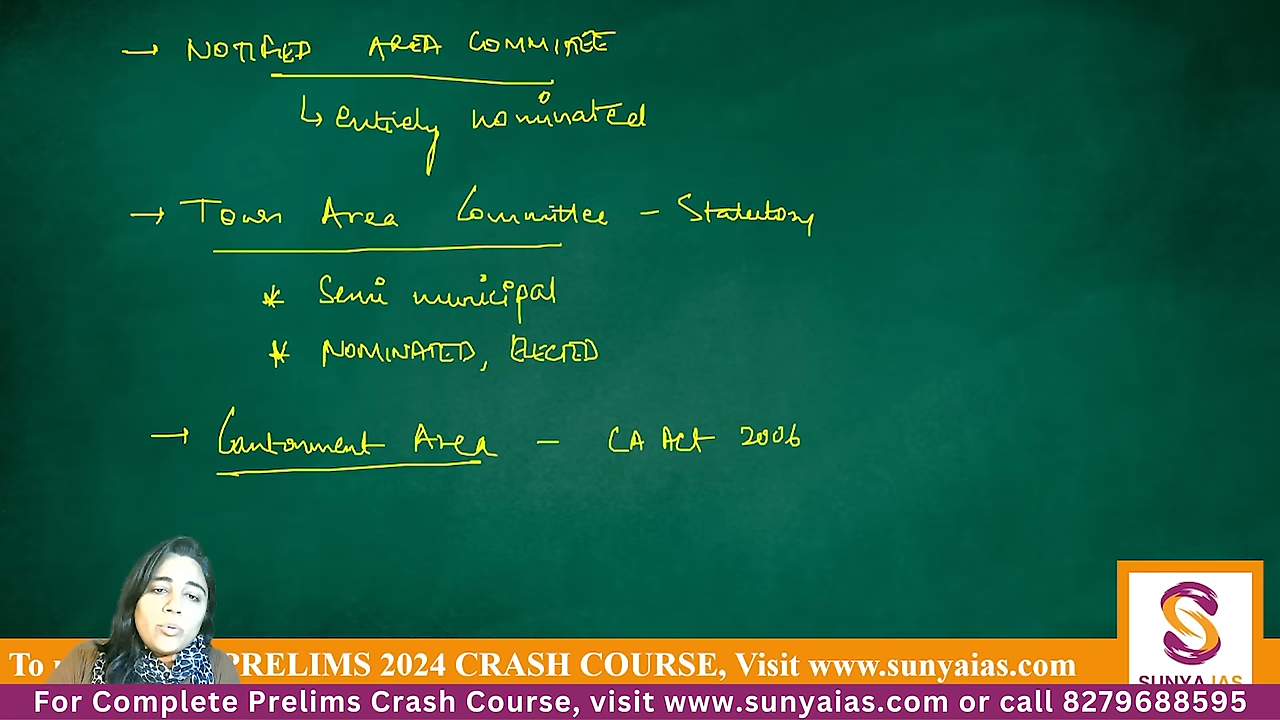 → NOTIFIED AREA COMMITEE
↳ entirely nominated
→ Town Area Committee - Statutory
* Semi municipal
* NOMINATED, ELECTED
→ Cantonment Area - CA Act 2006
To PRELIMS 2024 CRASH COURSE, Visit www.sunyaias.com
SUNYA IAS
For Complete Prelims Crash Course, visit www.sunyaias.com or call 8279688595